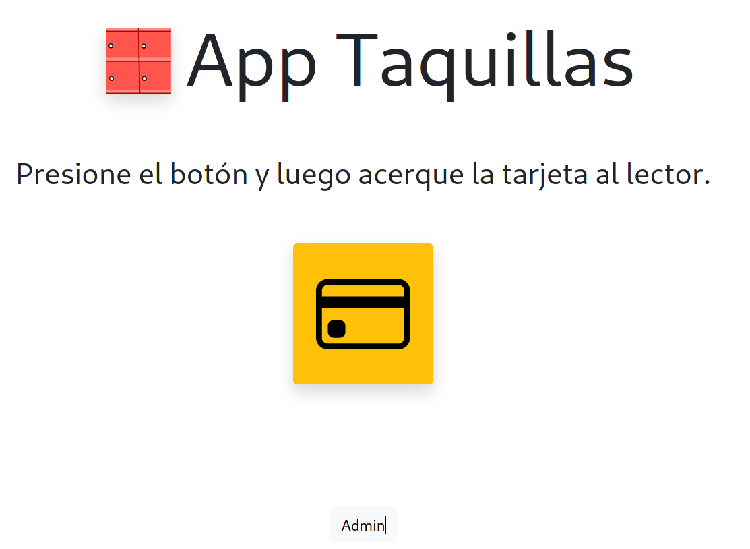 App Taquillas
Presione el botón y luego acerque la tarjeta al lector.
Admin